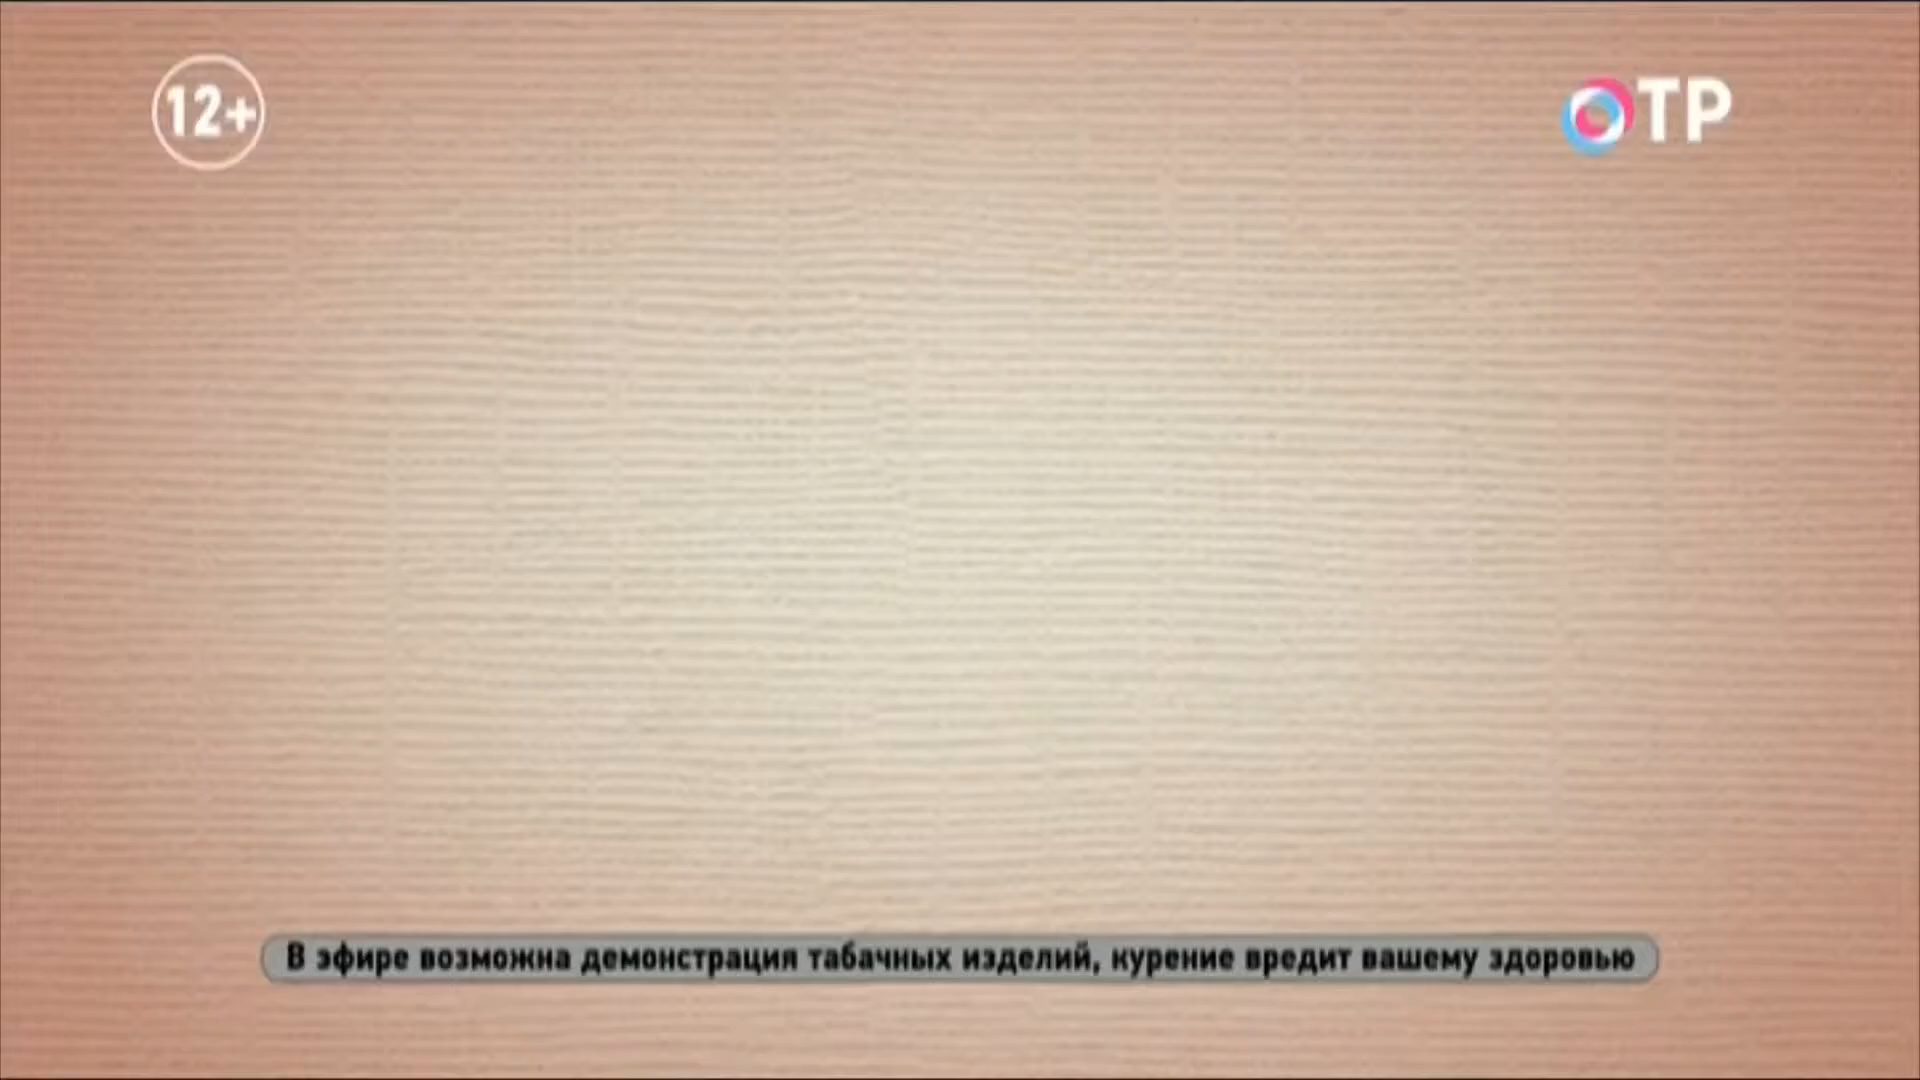 12+
ОТР
В эфире возможна демонстрация табачных изделий, курение вредит вашему здоровью